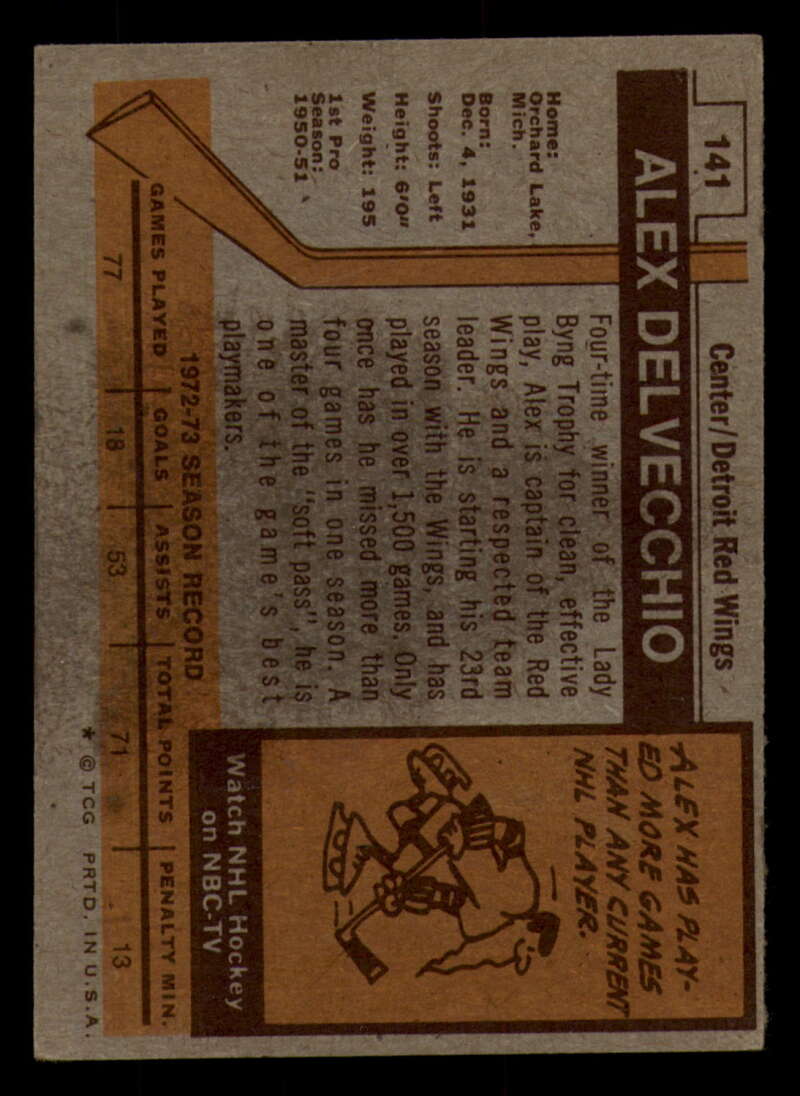 141
Center/Detroit Red Wings
ALEX DELVECCHIO
Home:
Orchard Lake,
Mich.
Born:
Dec. 4, 1931
Shoots: Left
Height: 6'0"
Weight: 195
1st Pro
Season:
1950-51
Four-time winner of the Lady
Byng Trophy for clean, effective
play, Alex is captain of the Red
Wings and a respected team
leader. He is starting his 23rd
season with the Wings, and has
played in over 1,500 games. Only
once has he missed more than
four games in one season. A
master of the "soft pass", he is
one of the game's best
playmakers.
ALEX HAS PLAY-
ED MORE GAMES
THAN ANY CURRENT
NHL PLAYER.
Watch NHL Hockey
on NBC-TV
1972-73 SEASON RECORD
GAMES PLAYED | GOALS | ASSISTS | TOTAL POINTS | PENALTY MIN.
77 18 53 71 13
* © TCG PRTD. IN U.S.A.